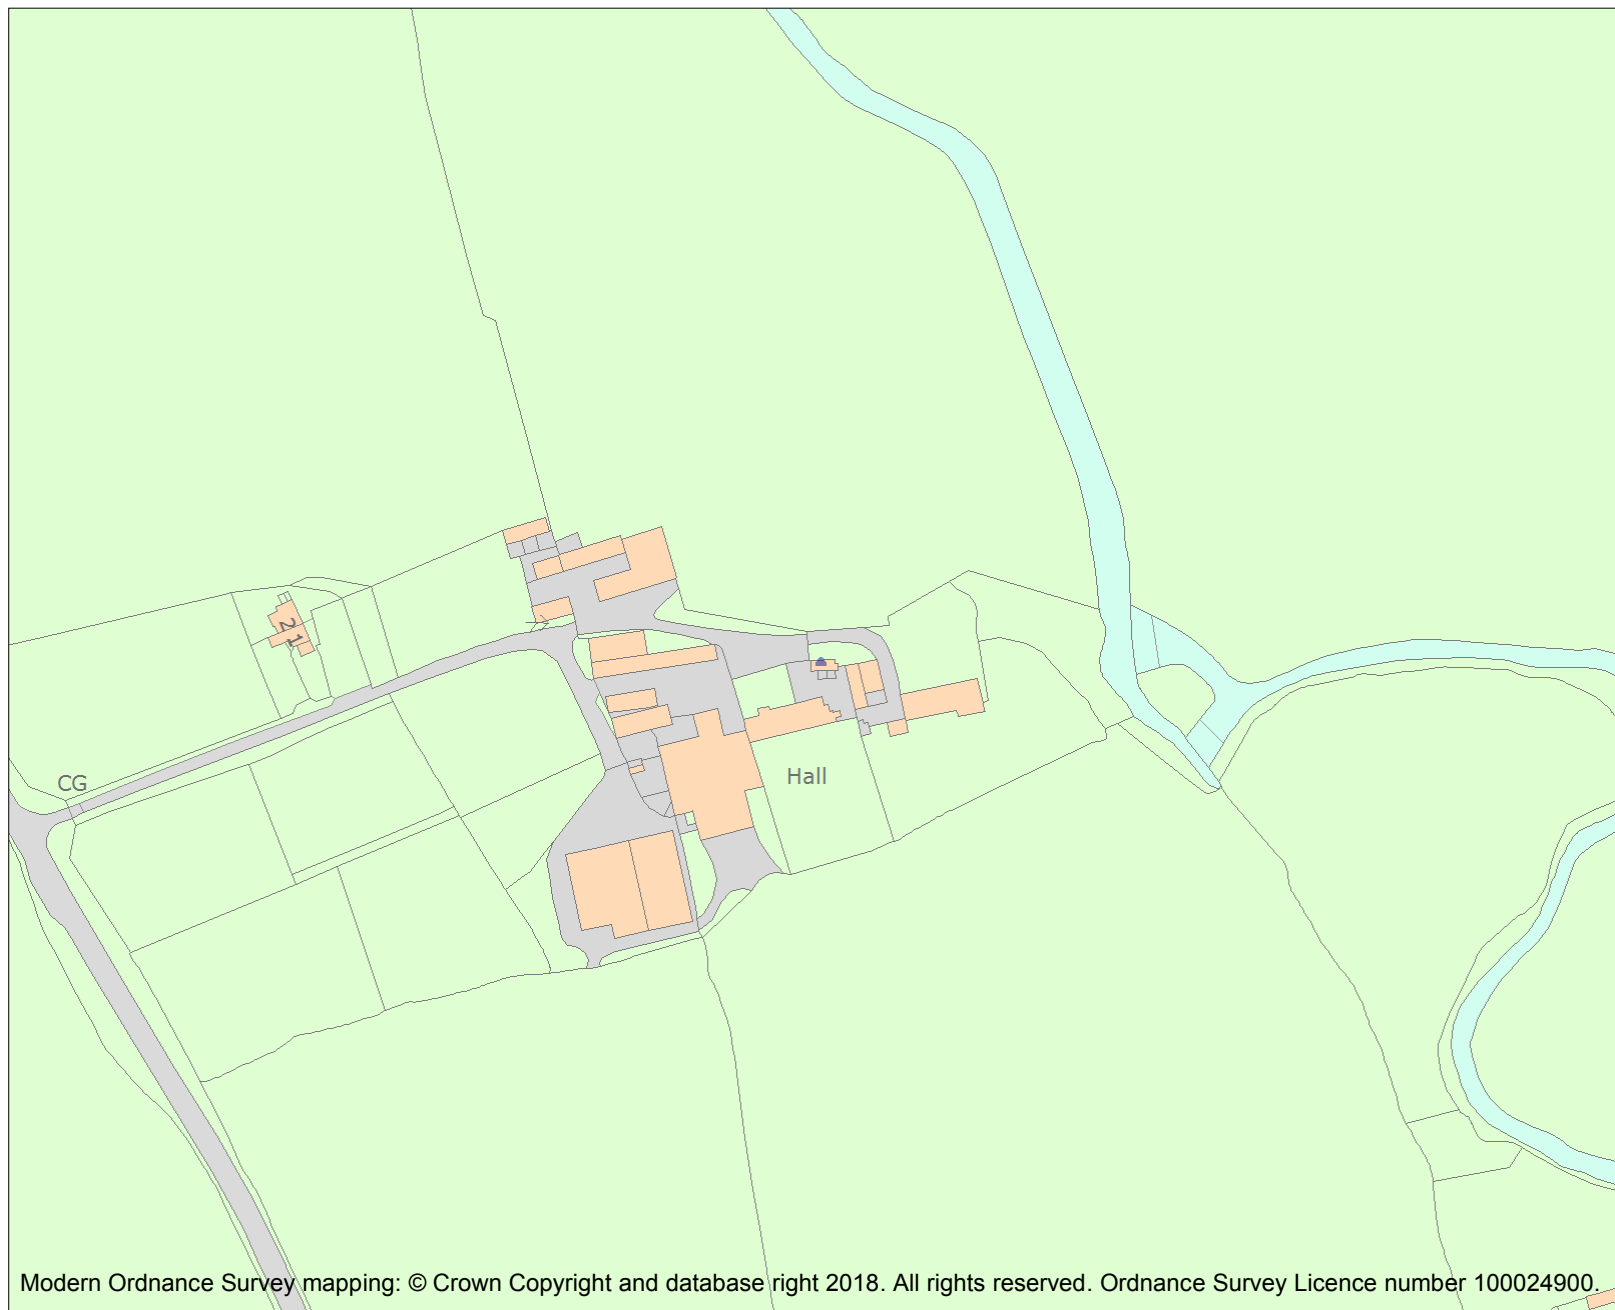 2
1
CG
Hall
Modern Ordnance Survey mapping: © Crown Copyright and database right 2018. All rights reserved. Ordnance Survey Licence number 100024900.